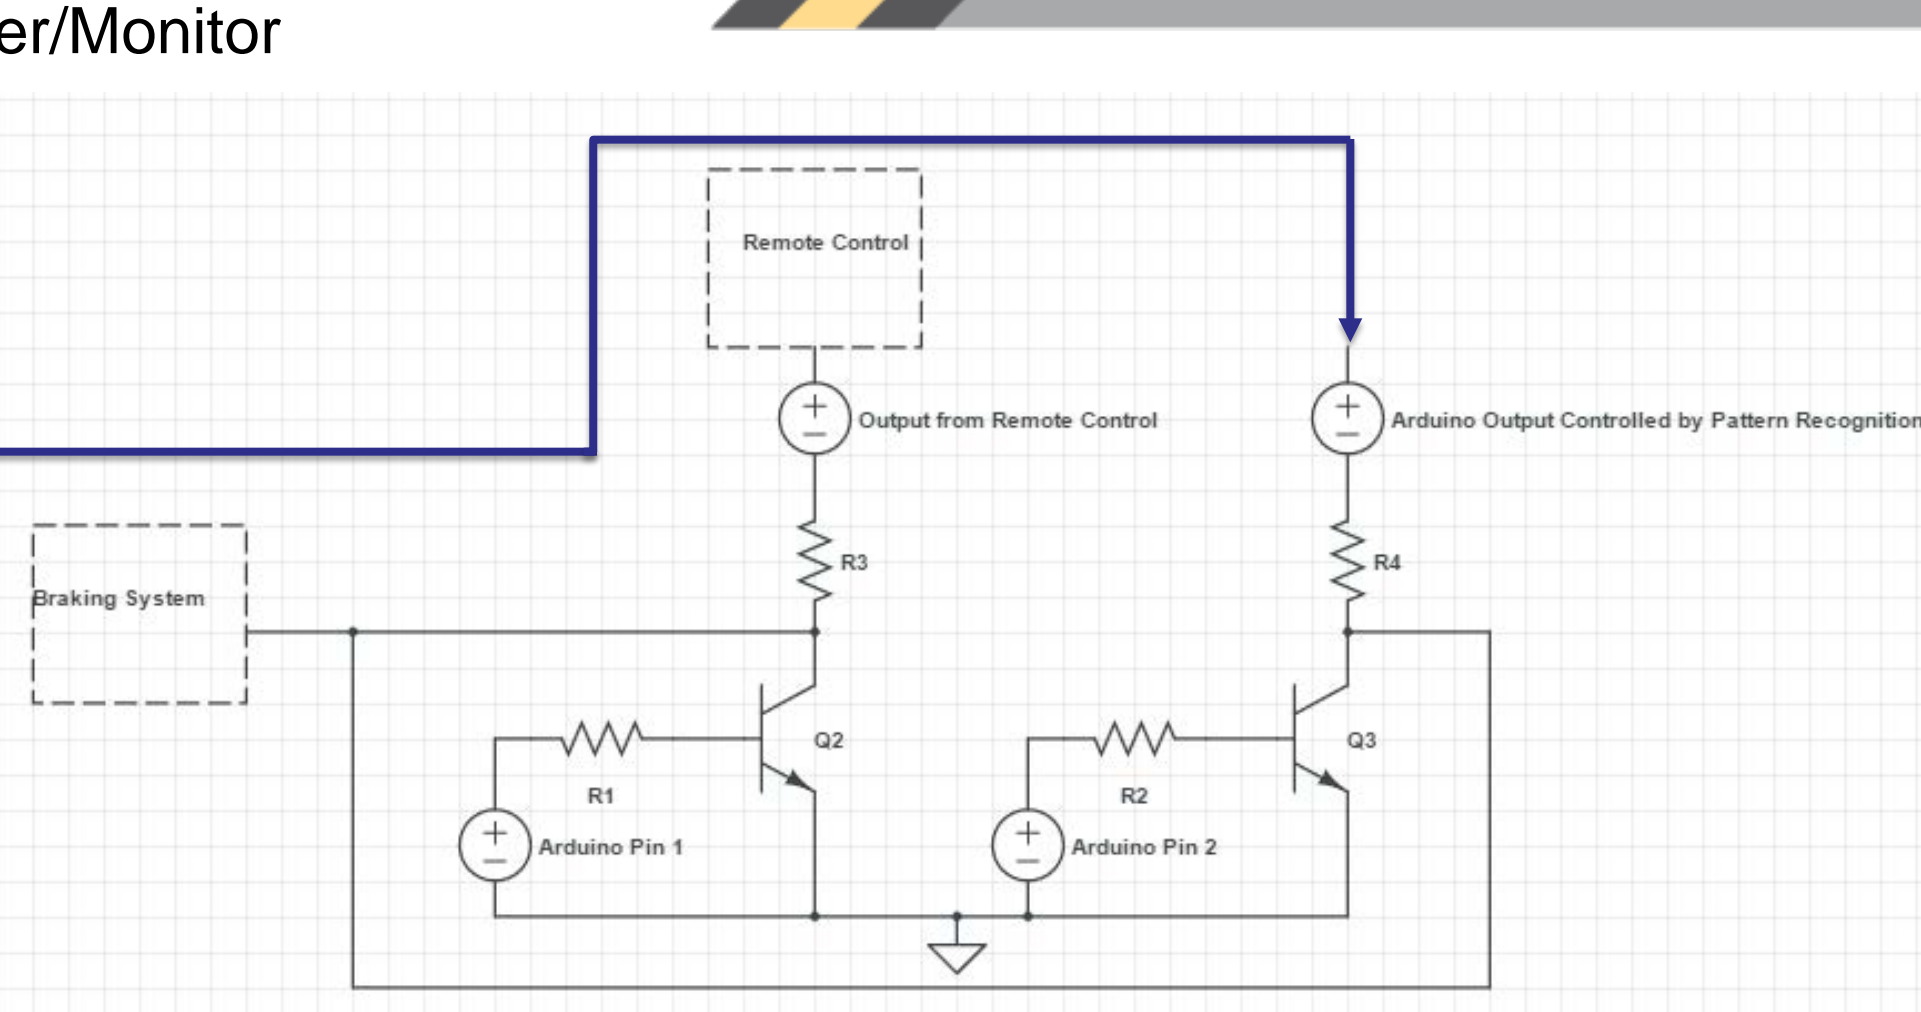 er/Monitor
Remote Control
+
−
Output from Remote Control
+
−
Arduino Output Controlled by Pattern Recognition
R3
R4
Braking System
Q2
Q3
R1
R2
+
−
Arduino Pin 1
+
−
Arduino Pin 2